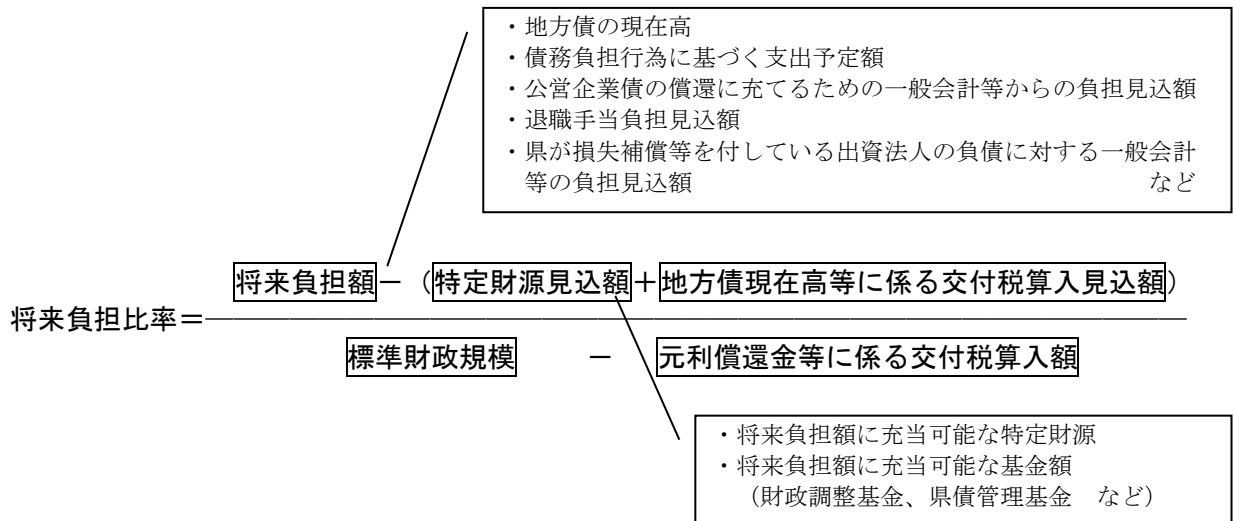 ・地方債の現在高
・債務負担行為に基づく支出予定額
・公営企業債の償還に充てるための一般会計等からの負担見込額
・退職手当負担見込額
・県が損失補償等を付している出資法人の負債に対する一般会計
等の負担見込額　など
将来負担額－（特定財源見込額＋地方債現在高等に係る交付税算入見込額）
将来負担比率＝
標準財政規模　－　元利償還金等に係る交付税算入額
・将来負担額に充当可能な特定財源
・将来負担額に充当可能な基金額
（財政調整基金、県債管理基金　など）